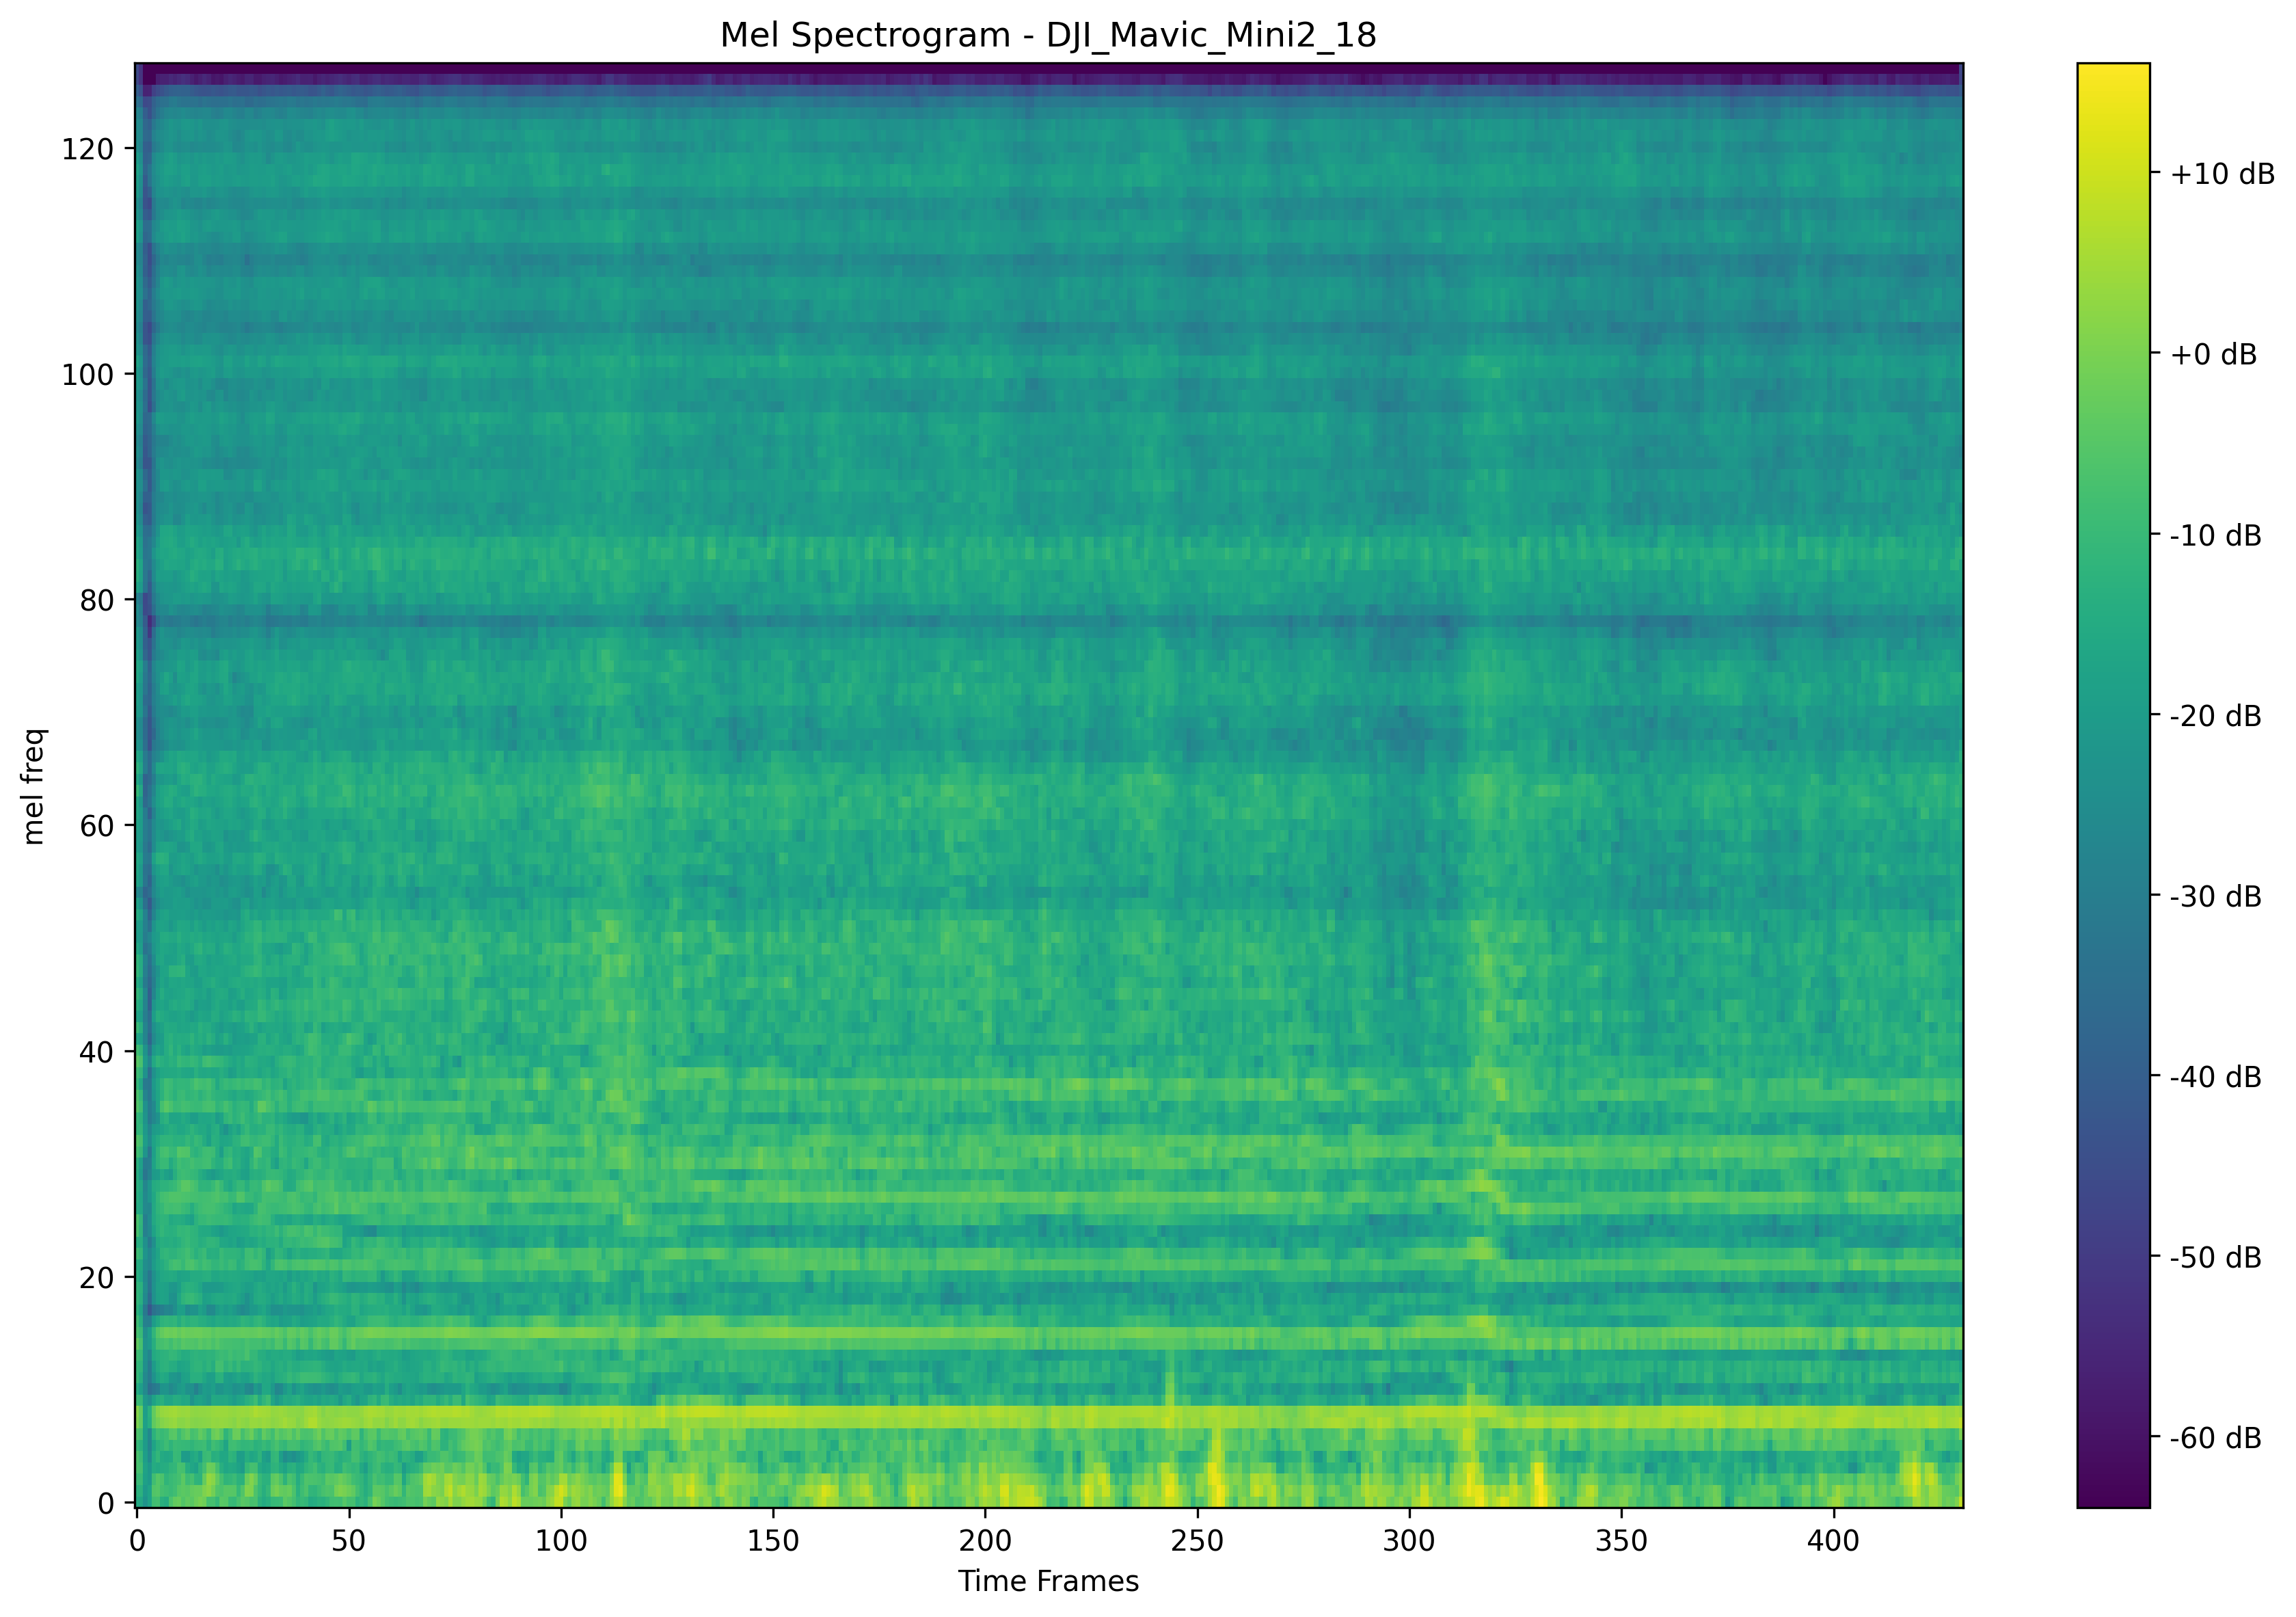 Mel Spectrogram - DJI_Mavic_Mini2_18
mel freq
120
100
80
60
40
20
0
0 50 100 150 200 250 300 350 400
Time Frames
+10 dB
+0 dB
-10 dB
-20 dB
-30 dB
-40 dB
-50 dB
-60 dB